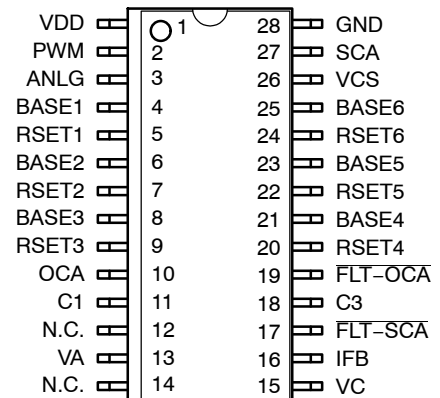 VDD 1 28 GND
PWM 2 27 SCA
ANLG 3 26 VCS
BASE1 4 25 BASE6
RSET1 5 24 RSET6
BASE2 6 23 BASE5
RSET2 7 22 RSET5
BASE3 8 21 BASE4
RSET3 9 20 RSET4
OCA 10 19 FLT−OCA
C1 11 18 C3
N.C. 12 17 FLT−SCA
VA 13 16 IFB
N.C. 14 15 VC